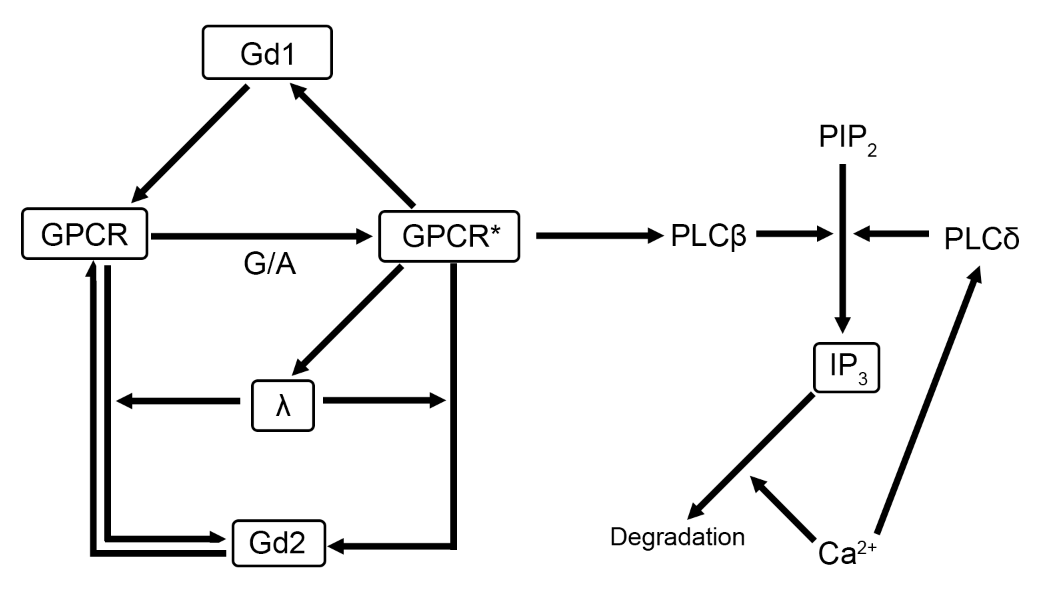 Gd1
PIP₂
GPCR
GPCR*
PLCβ
PLCδ
G/A
IP₃
λ
Degradation
Gd2
Ca²⁺